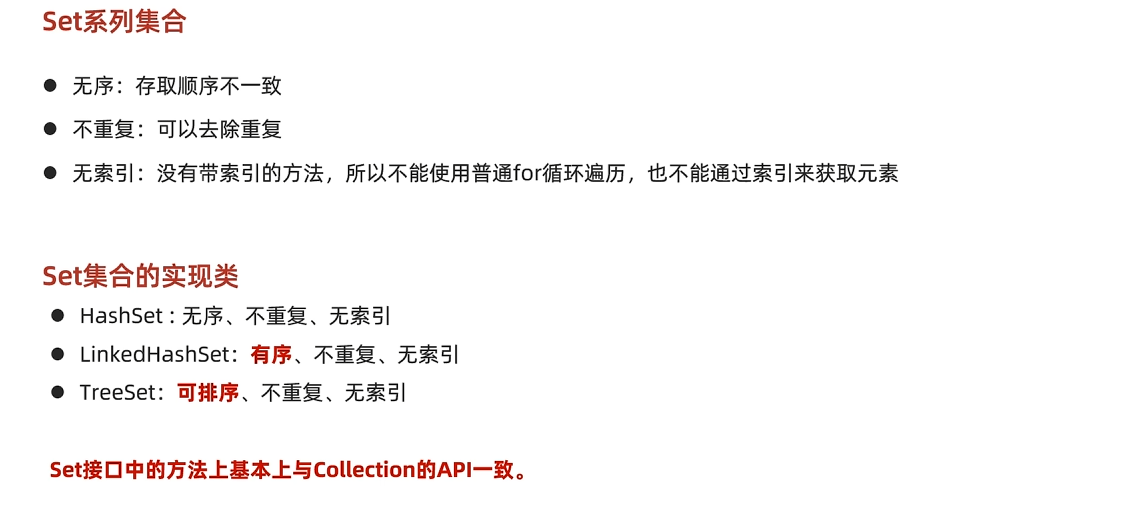 Set系列集合
● 无序：存取顺序不一致
● 不重复：可以去除重复
● 无索引：没有带索引的方法，所以不能使用普通for循环遍历，也不能通过索引来获取元素
Set集合的实现类
● HashSet : 无序、不重复、无索引
● LinkedHashSet：有序、不重复、无索引
● TreeSet：可排序、不重复、无索引
Set接口中的方法上基本上与Collection的API一致。